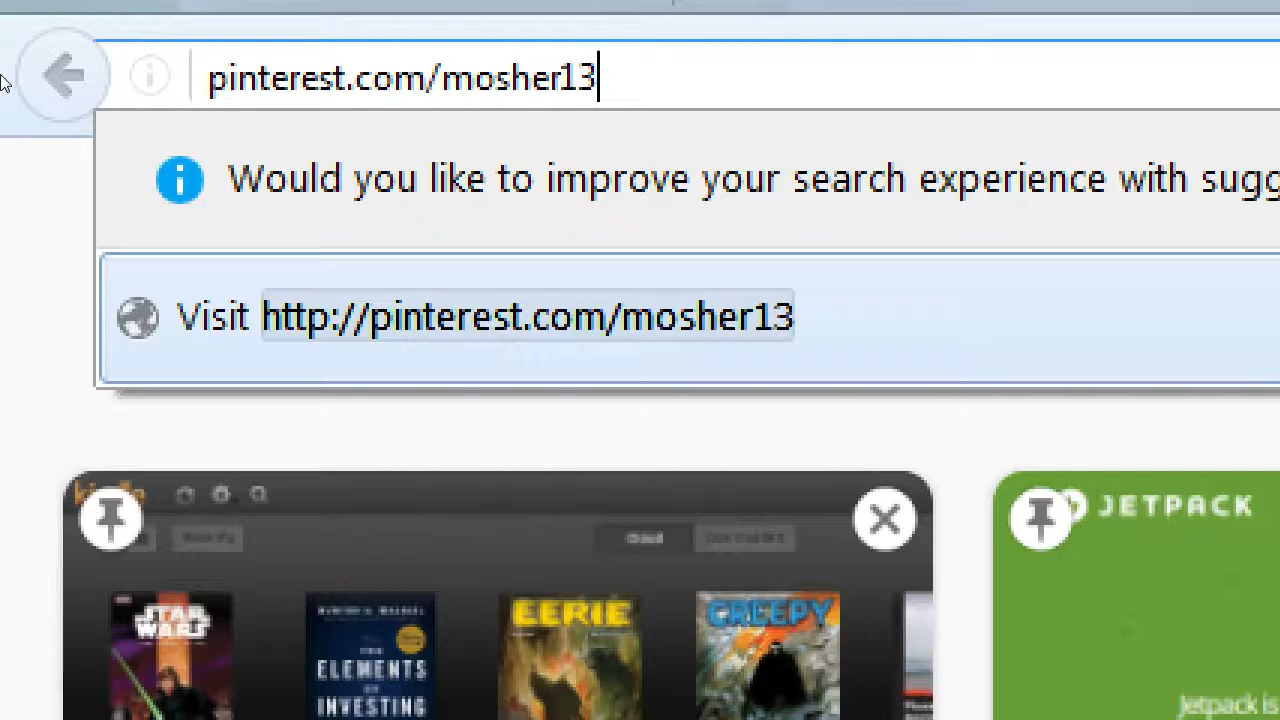 pinterest.com/mosher13
Would you like to improve your search experience with sugg
Visit http://pinterest.com/mosher13
JETPACK
Cloud
STAR
WARS
THE
ELEMENTS
OF
INVESTING
EERIE
CREEPY
Jetpack is